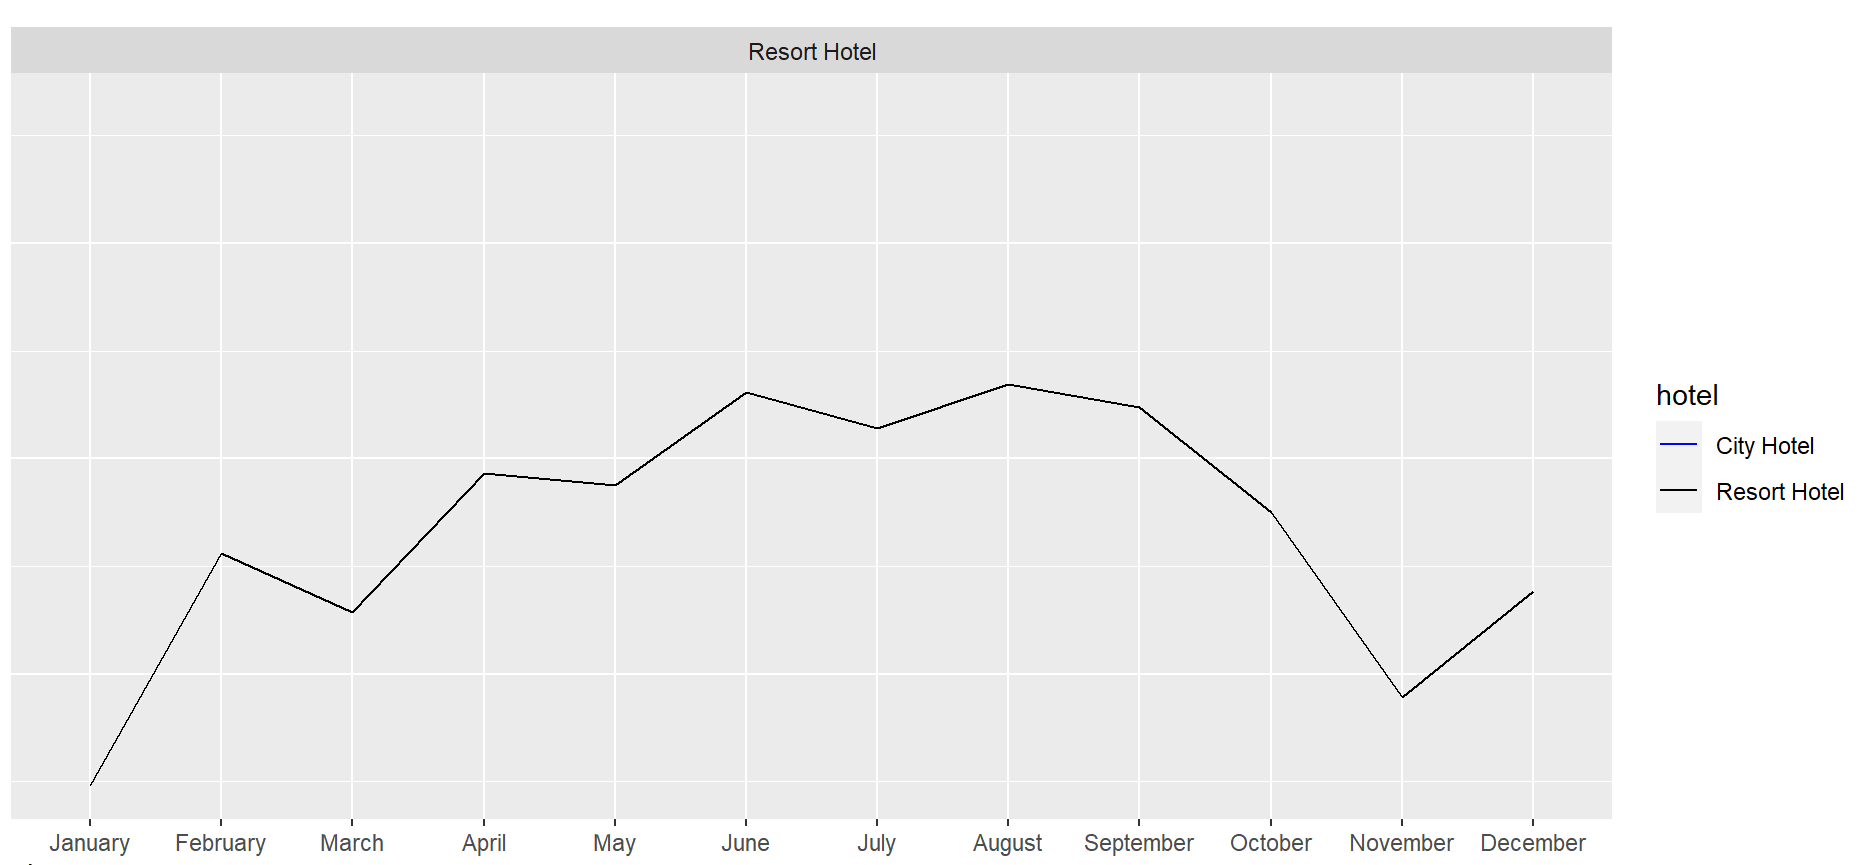 Resort Hotel
hotel
City Hotel
Resort Hotel
January February March April May June July August September October November December